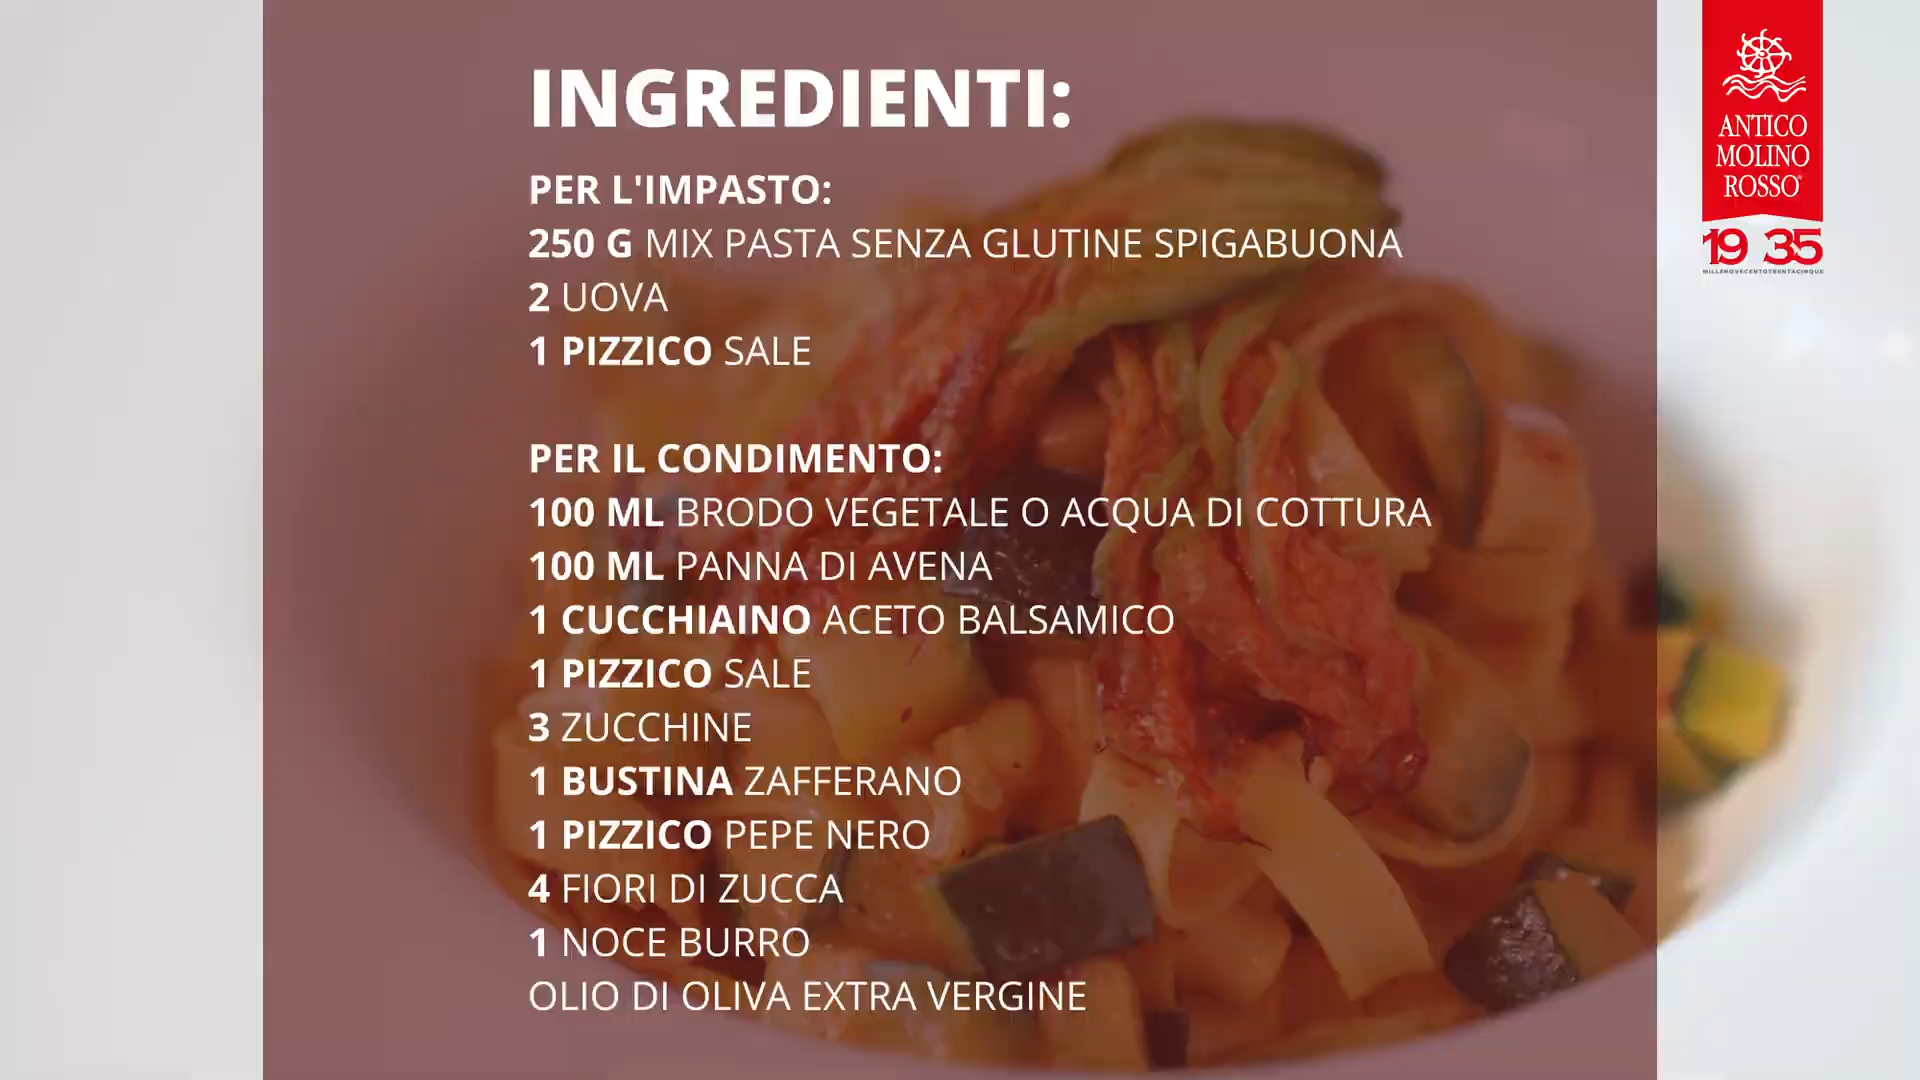 INGREDIENTI:
PER L'IMPASTO:
250 G MIX PASTA SENZA GLUTINE SPIGABUONA
2 UOVA
1 PIZZICO SALE
PER IL CONDIMENTO:
100 ML BRODO VEGETALE O ACQUA DI COTTURA
100 ML PANNA DI AVENA
1 CUCCHIAINO ACETO BALSAMICO
1 PIZZICO SALE
3 ZUCCHINE
1 BUSTINA ZAFFERANO
1 PIZZICO PEPE NERO
4 FIORI DI ZUCCA
1 NOCE BURRO
OLIO DI OLIVA EXTRA VERGINE
ANTICO
MOLINO
ROSSO
19 35
MILLENOVECENTOTRENTACINQUE